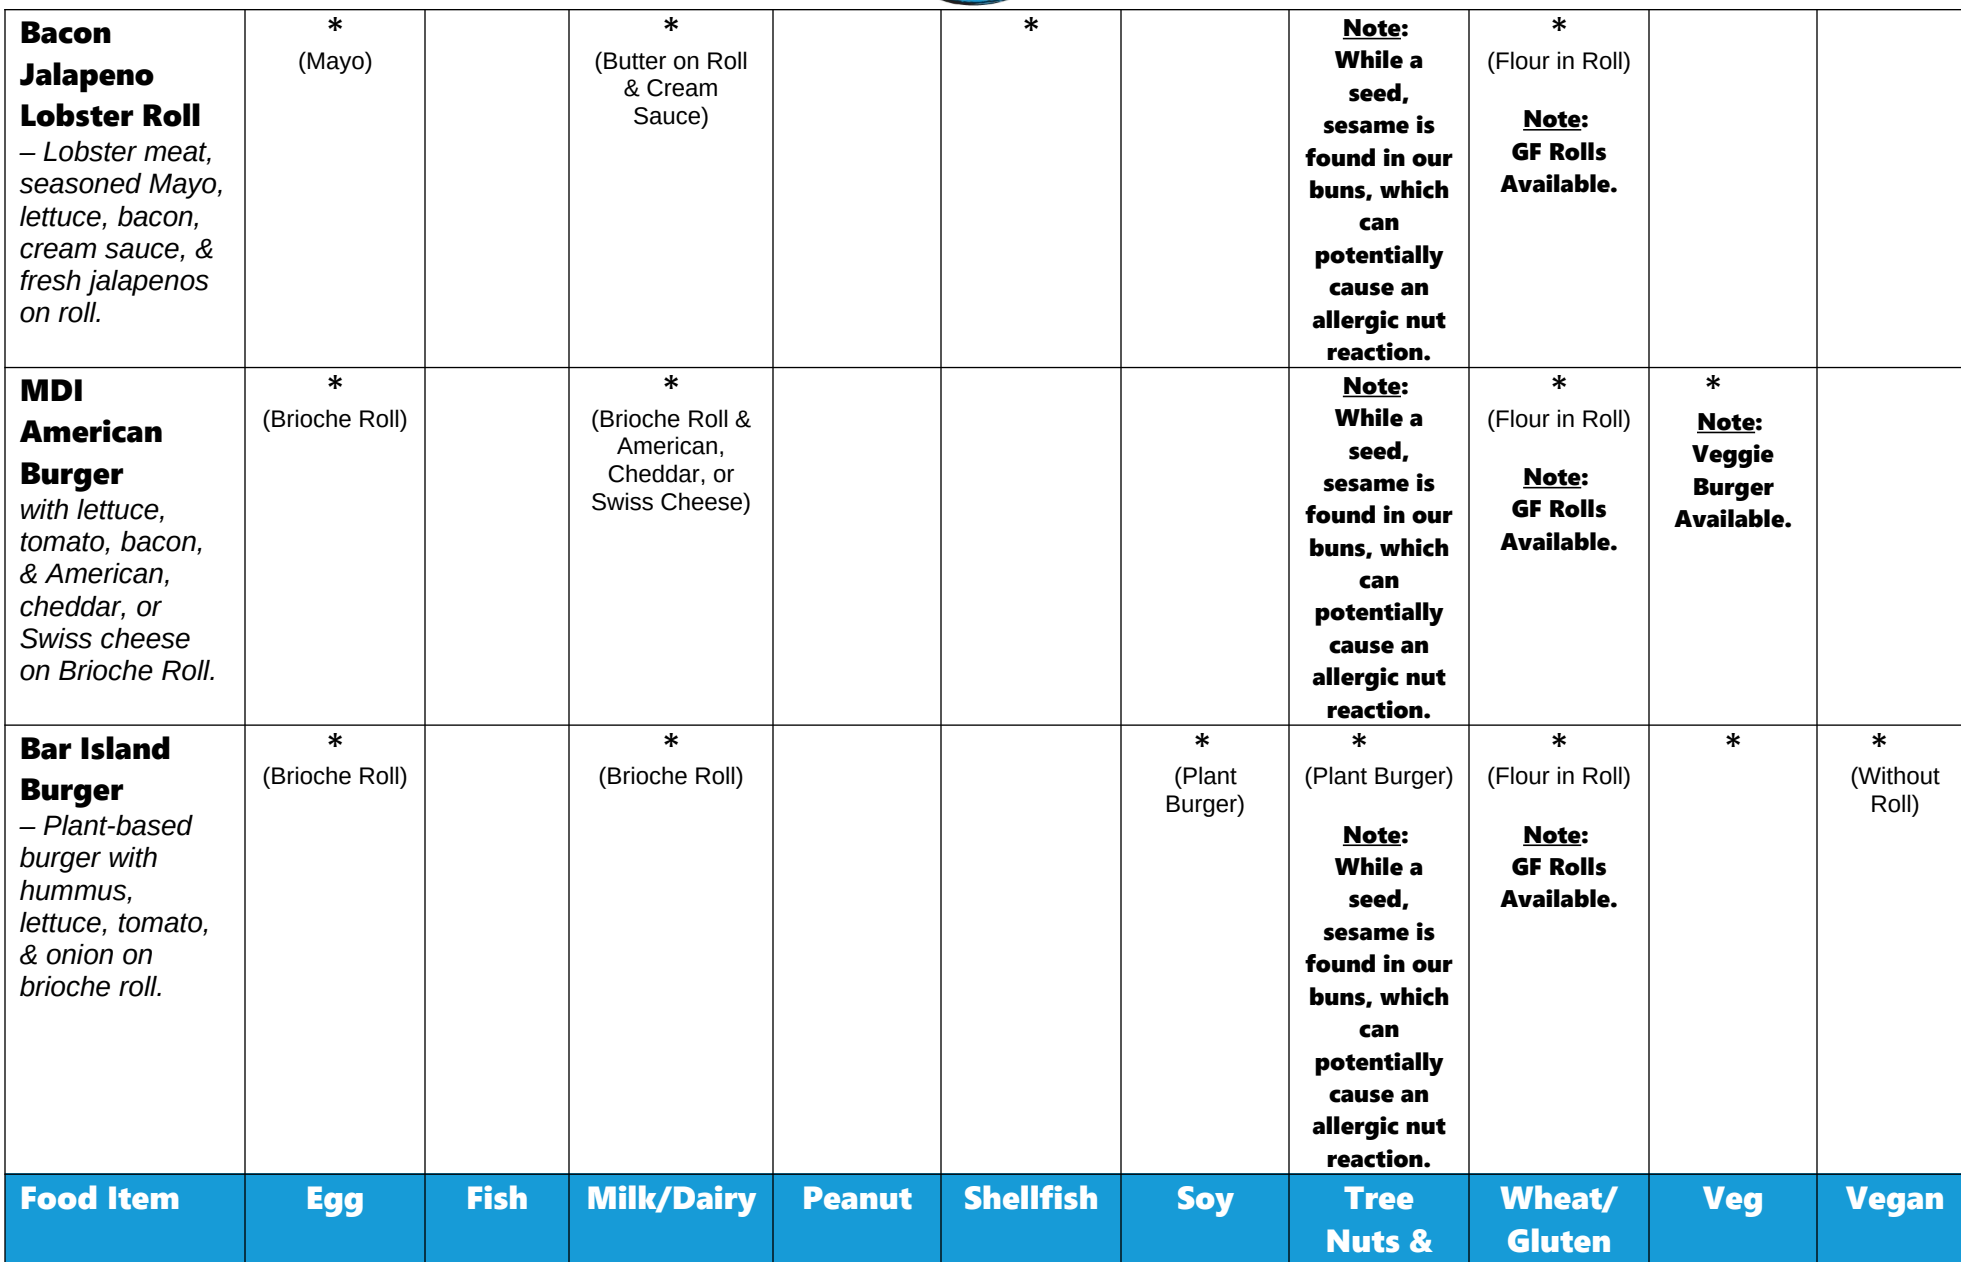 Bacon
Jalapeno
Lobster Roll
– Lobster meat,
seasoned Mayo,
lettuce, bacon,
cream sauce, &
fresh jalapenos
on roll.
*
(Mayo)
*
(Butter on Roll
& Cream
Sauce)
*
Note:
While a
seed,
sesame is
found in our
buns, which
can
potentially
cause an
allergic nut
reaction.
*
(Flour in Roll)
Note:
GF Rolls
Available.
MDI
American
Burger
with lettuce,
tomato, bacon,
& American,
cheddar, or
Swiss cheese
on Brioche Roll.
*
(Brioche Roll)
*
(Brioche Roll &
American,
Cheddar, or
Swiss Cheese)
Note:
While a
seed,
sesame is
found in our
buns, which
can
potentially
cause an
allergic nut
reaction.
*
(Flour in Roll)
Note:
GF Rolls
Available.
*
Note:
Veggie
Burger
Available.
Bar Island
Burger
– Plant-based
burger with
hummus,
lettuce, tomato,
& onion on
brioche roll.
*
(Brioche Roll)
*
(Brioche Roll)
*
(Plant
Burger)
*
(Plant Burger)
Note:
While a
seed,
sesame is
found in our
buns, which
can
potentially
cause an
allergic nut
reaction.
*
(Flour in Roll)
Note:
GF Rolls
Available.
*
*
(Without
Roll)
Food Item
Egg
Fish
Milk/Dairy
Peanut
Shellfish
Soy
Tree
Nuts &
Wheat/
Gluten
Veg
Vegan